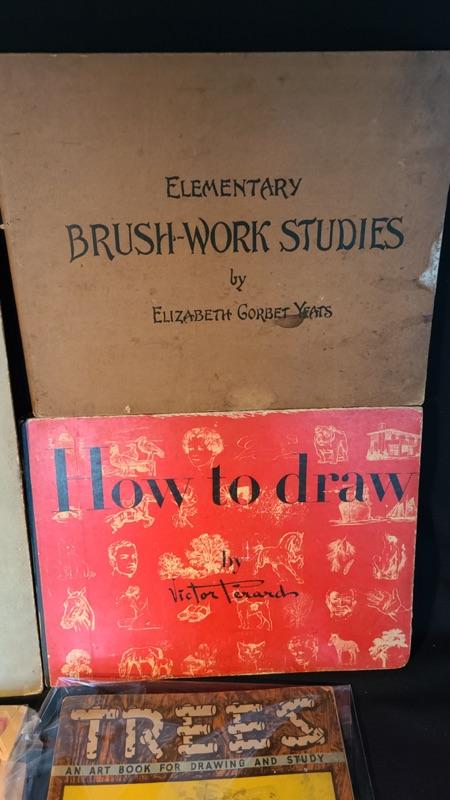 ELEMENTARY
BRUSH-WORK STUDIES
by
ELIZABETH CORBET YEATS
How to draw
by
Victor Perard
TREES
AN ART BOOK FOR DRAWING AND STUDY